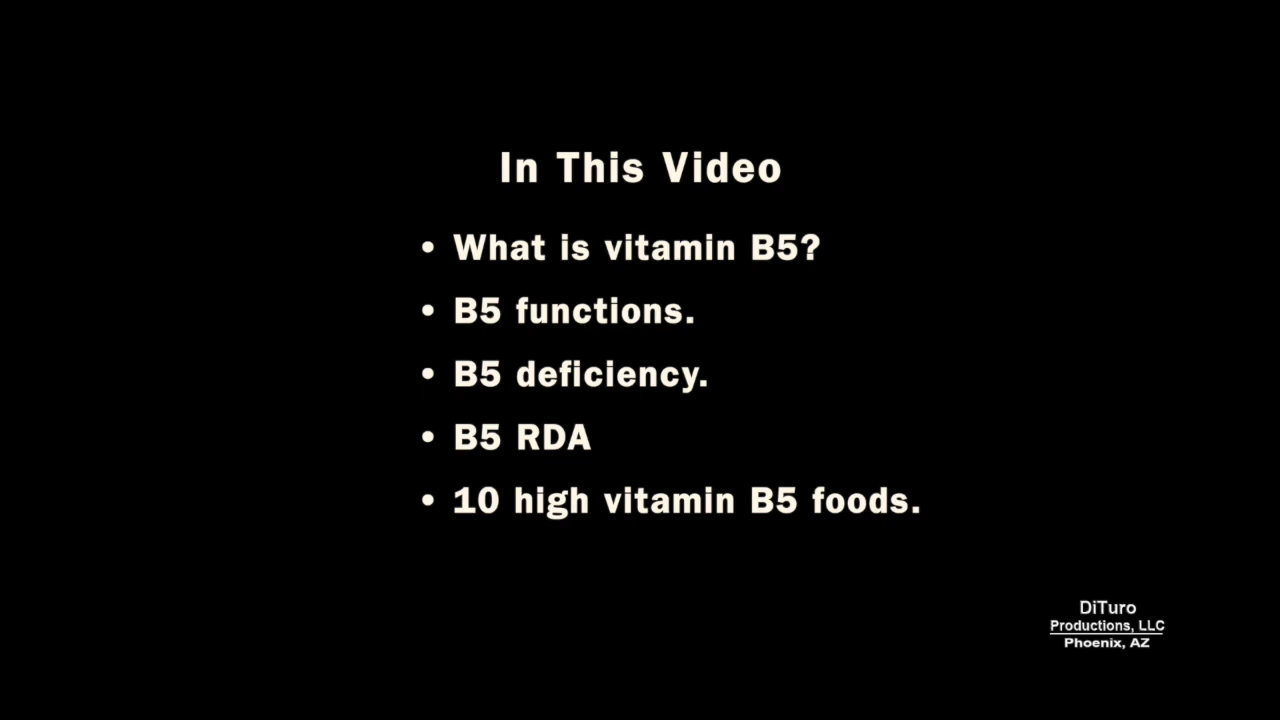 In This Video
• What is vitamin B5?
• B5 functions.
• B5 deficiency.
• B5 RDA
• 10 high vitamin B5 foods.
DiTuro
Productions, LLC
Phoenix, AZ